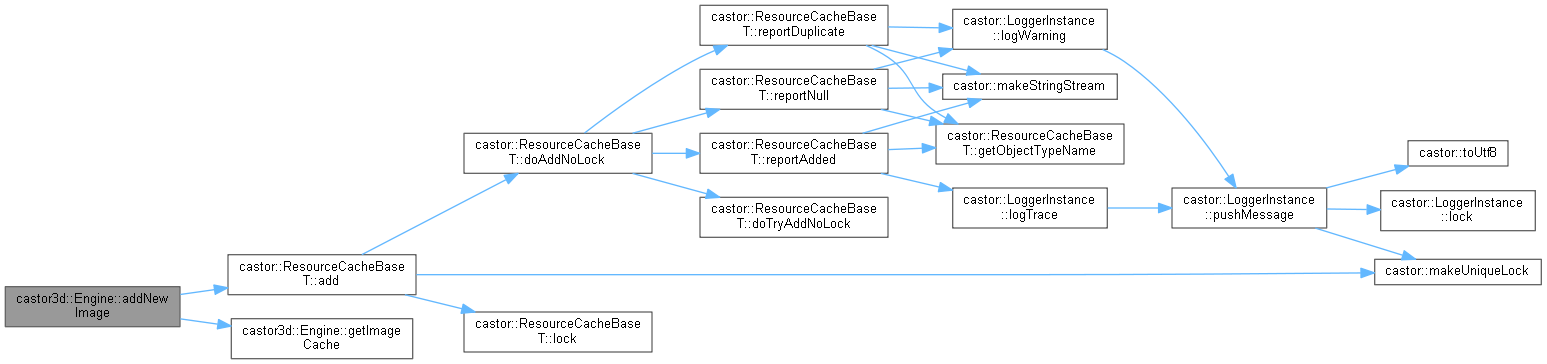 castor3d::Engine::addNew
Image
castor::ResourceCacheBase
T::add
castor3d::Engine::getImage
Cache
castor::ResourceCacheBase
T::doAddNoLock
castor::ResourceCacheBase
T::lock
castor::ResourceCacheBase
T::reportDuplicate
castor::ResourceCacheBase
T::reportNull
castor::ResourceCacheBase
T::reportAdded
castor::ResourceCacheBase
T::doTryAddNoLock
castor::LoggerInstance
::logWarning
castor::makeStringStream
castor::ResourceCacheBase
T::getObjectTypeName
castor::LoggerInstance
::logTrace
castor::LoggerInstance
::pushMessage
castor::toUtf8
castor::LoggerInstance
::lock
castor::makeUniqueLock